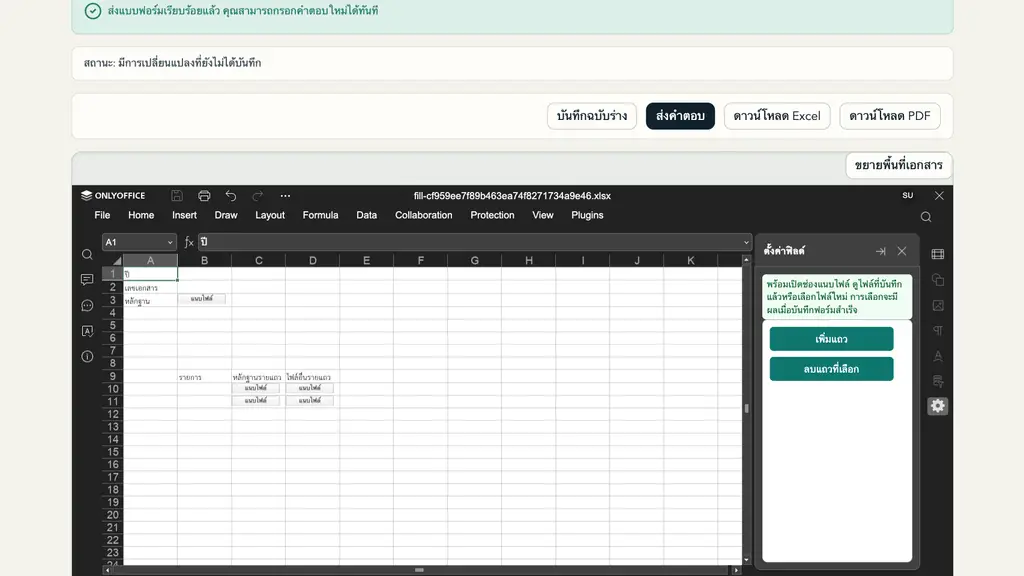 ส่งแบบฟอร์มเรียบร้อยแล้ว คุณสามารถกรอกคำตอบใหม่ได้ทันที
สถานะ: มีการเปลี่ยนแปลงที่ยังไม่ได้บันทึก
บันทึกฉบับร่าง ส่งคำตอบ ดาวน์โหลด Excel ดาวน์โหลด PDF
ขยายพื้นที่เอกสาร
ONLYOFFICE fill-cf959ee7f89b463ea74f8271734a9e46.xlsx SU
File Home Insert Draw Layout Formula Data Collaboration Protection View Plugins
A1 fx ปี
ตั้งค่าฟิลด์
A B C D E F G H I J K
1 ปี
2 เลขเอกสาร
3 หลักฐาน แนบไฟล์
4
5
6
7
8
9 รายการ หลักฐานรายแถว ไฟล์อื่นรายแถว
10 แนบไฟล์ แนบไฟล์
11 แนบไฟล์ แนบไฟล์
12
13
14
15
16
17
18
19
20
21
22
23
24
พร้อมเปิดช่องแนบไฟล์ ดูไฟล์ที่บันทึก
แล้วหรือเลือกไฟล์ใหม่ การเลือกจะมี
ผลเมื่อบันทึกฟอร์มสำเร็จ
เพิ่มแถว
ลบแถวที่เลือก